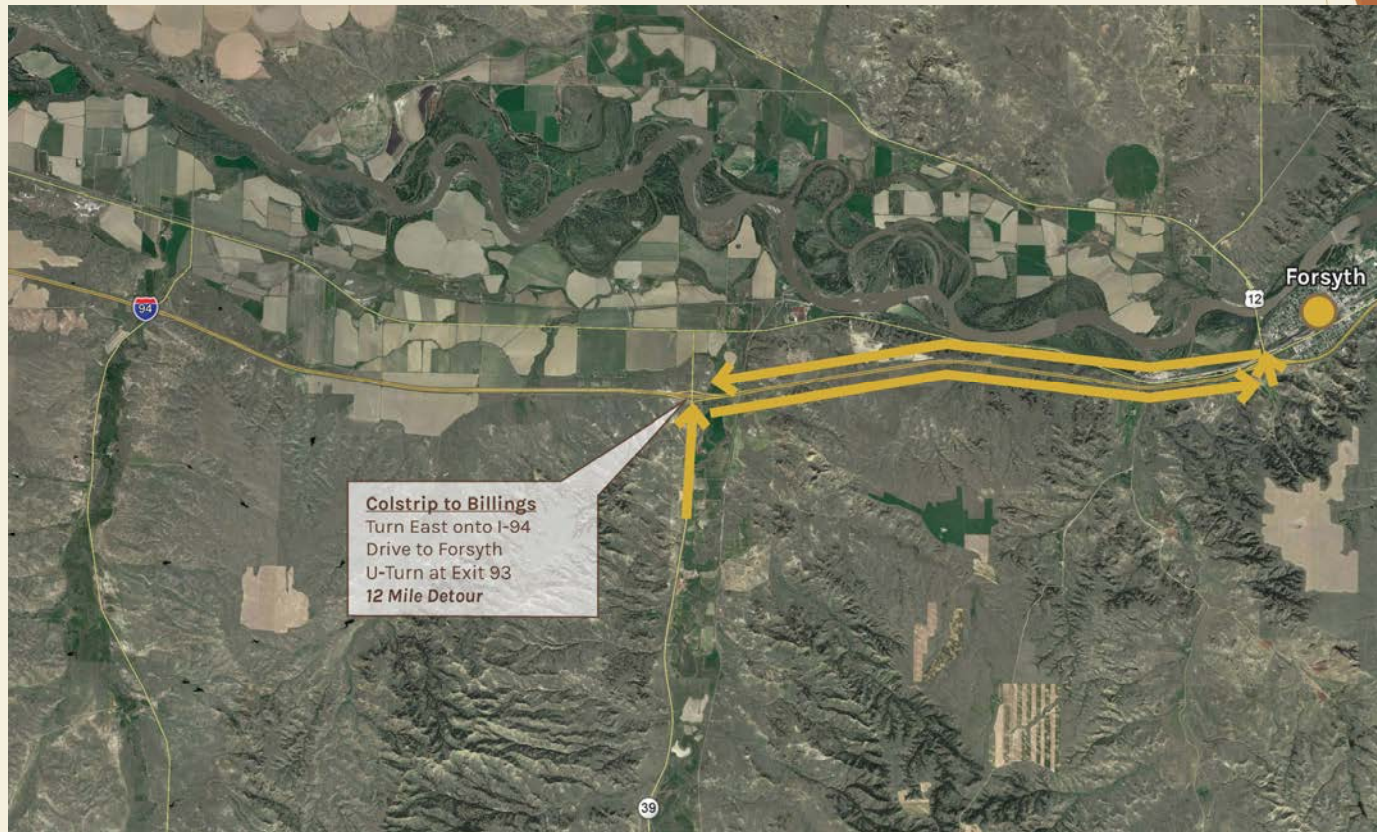 94
12
Forsyth
Colstrip to Billings
Turn East onto I-94
Drive to Forsyth
U-Turn at Exit 93
12 Mile Detour
39